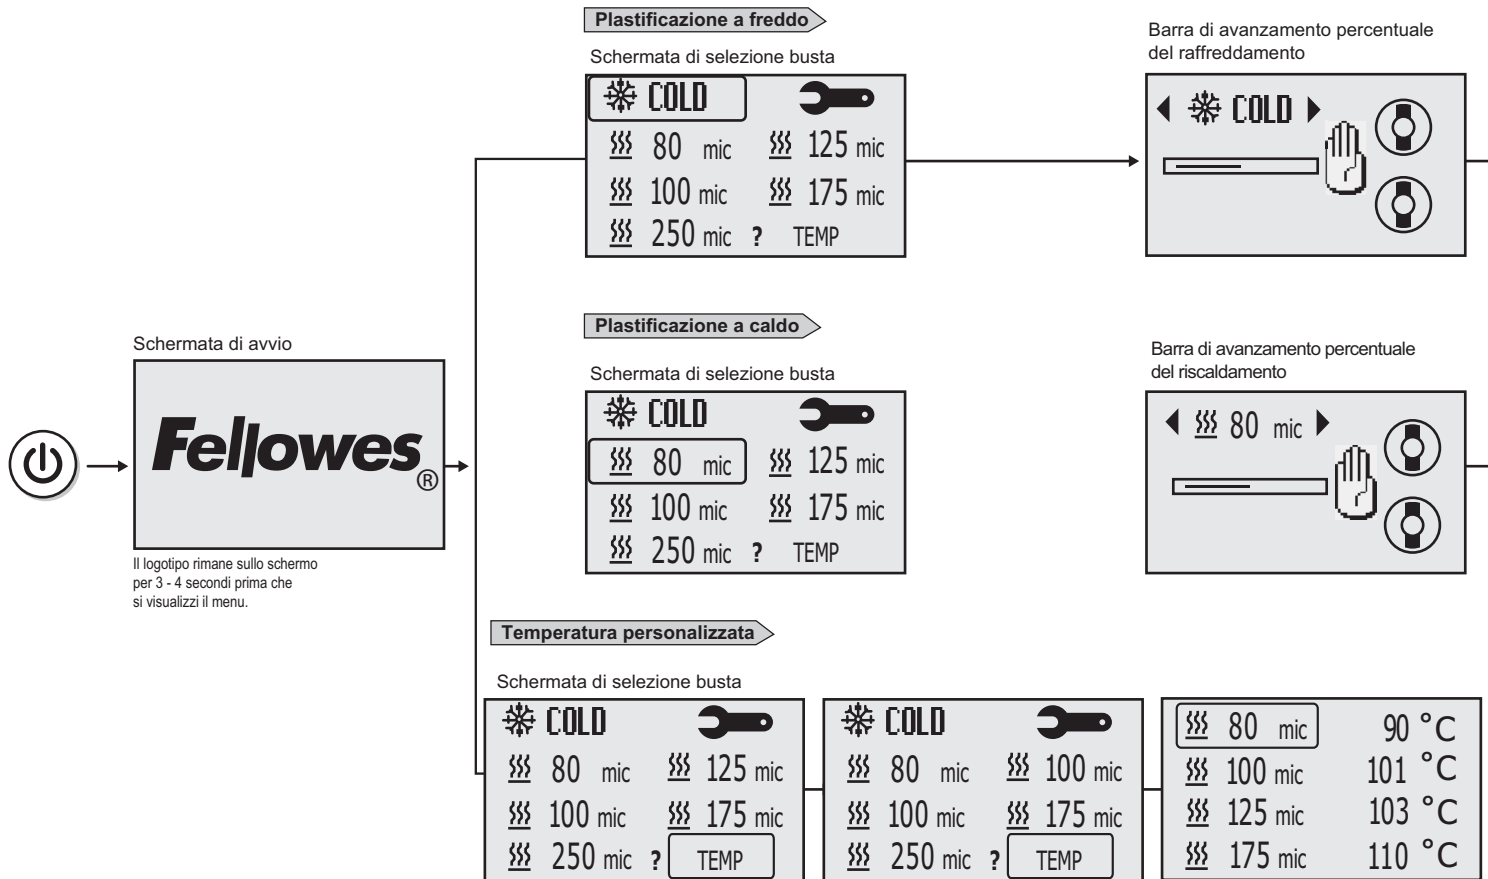 Plastificazione a freddo
Schermata di selezione busta
COLD
80 mic 125 mic
100 mic 175 mic
250 mic ? TEMP
Barra di avanzamento percentuale
del raffreddamento
COLD
Schermata di avvio
Fellowes®
Il logotipo rimane sullo schermo
per 3 - 4 secondi prima che
si visualizzi il menu.
Plastificazione a caldo
Schermata di selezione busta
COLD
80 mic 125 mic
100 mic 175 mic
250 mic ? TEMP
Barra di avanzamento percentuale
del riscaldamento
80 mic
Temperatura personalizzata
Schermata di selezione busta
COLD
80 mic 125 mic
100 mic 175 mic
250 mic ? TEMP
COLD
80 mic 100 mic
100 mic 175 mic
250 mic ? TEMP
80 mic 90 °C
100 mic 101 °C
125 mic 103 °C
175 mic 110 °C